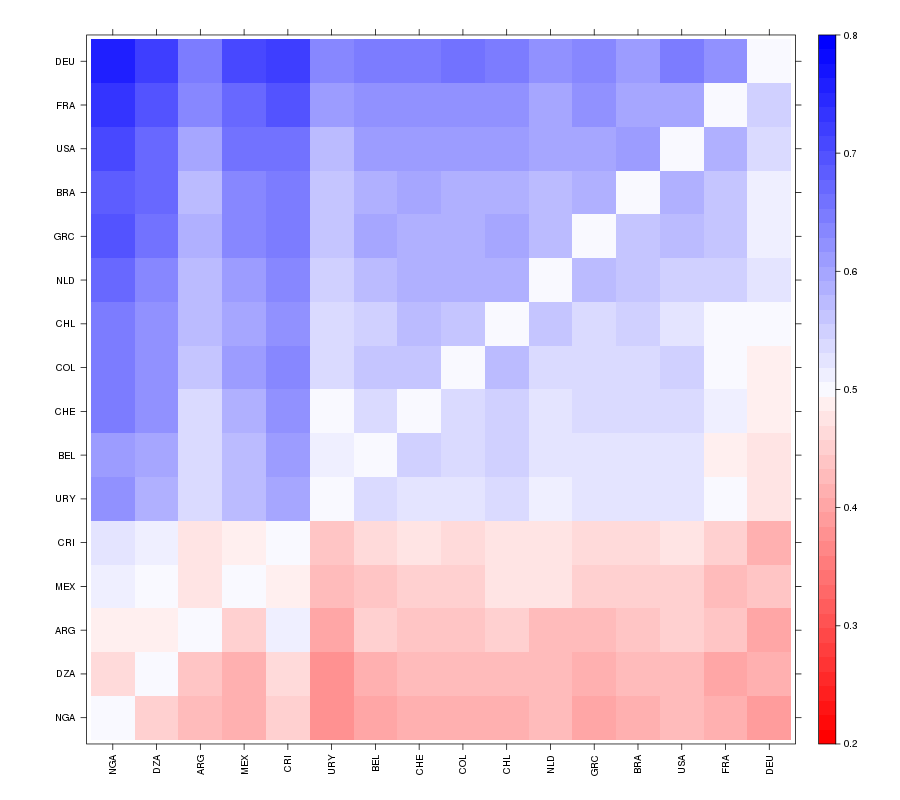 DEU
FRA
USA
BRA
GRC
NLD
CHL
COL
CHE
BEL
URY
CRI
MEX
ARG
DZA
NGA
NGA DZA ARG MEX CRI URY BEL CHE COL CHL NLD GRC BRA USA FRA DEU
0.8
0.7
0.6
0.5
0.4
0.3
0.2